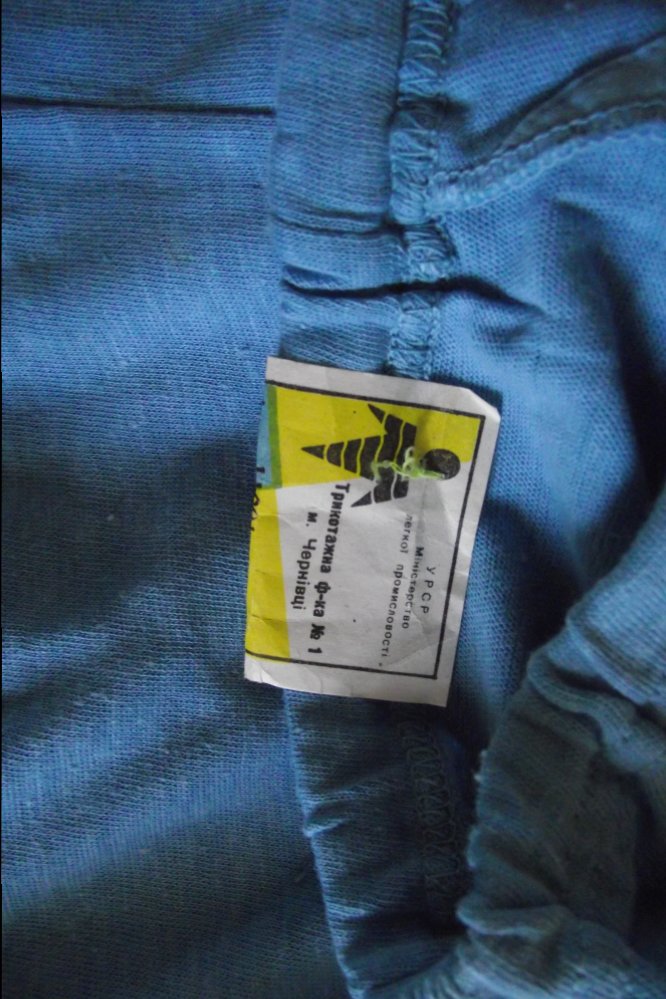 УРСР
Міністерство
легкої промисловості
Трикотажна ф-ка № 1
м. Чернівці